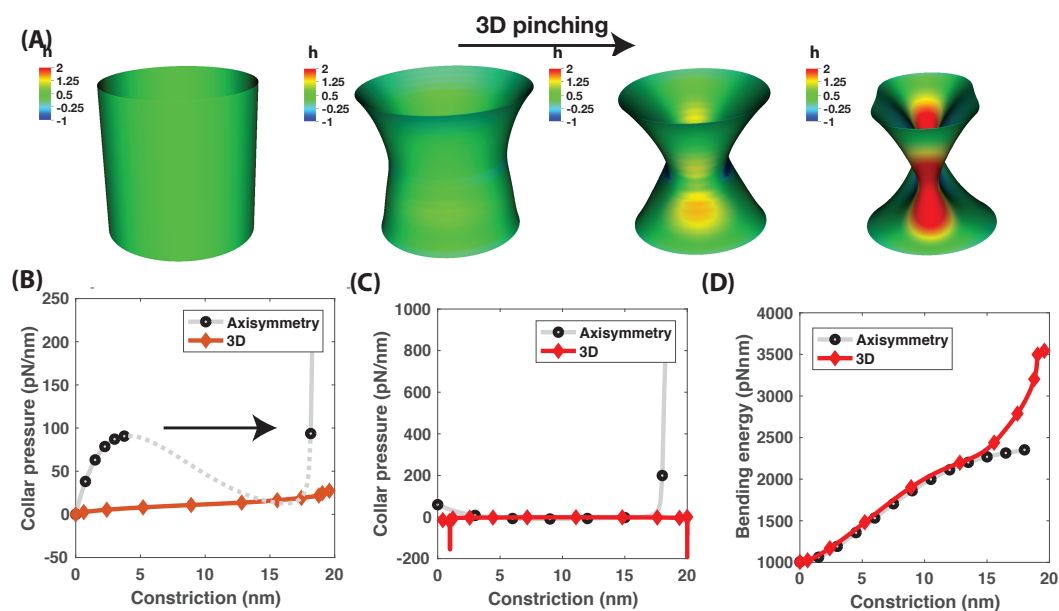 (A)
3D pinching
h
2
1.25
0.5
-0.25
-1
h
2
1.25
0.5
-0.25
-1
h
2
1.25
0.5
-0.25
-1
h
2
1.25
0.5
-0.25
-1
(B)
Collar pressure (pN/nm)
250
200
150
100
50
0
-50
Axisymmetry
3D
0 5 10 15 20
Constriction (nm)
(C)
Collar pressure (pN/nm)
1000
800
600
400
200
0
-200
Axisymmetry
3D
0 5 10 15 20
Constriction (nm)
(D)
Bending energy (pNnm)
4000
3500
3000
2500
2000
1500
1000
Axisymmetry
3D
0 5 10 15 20
Constriction (nm)